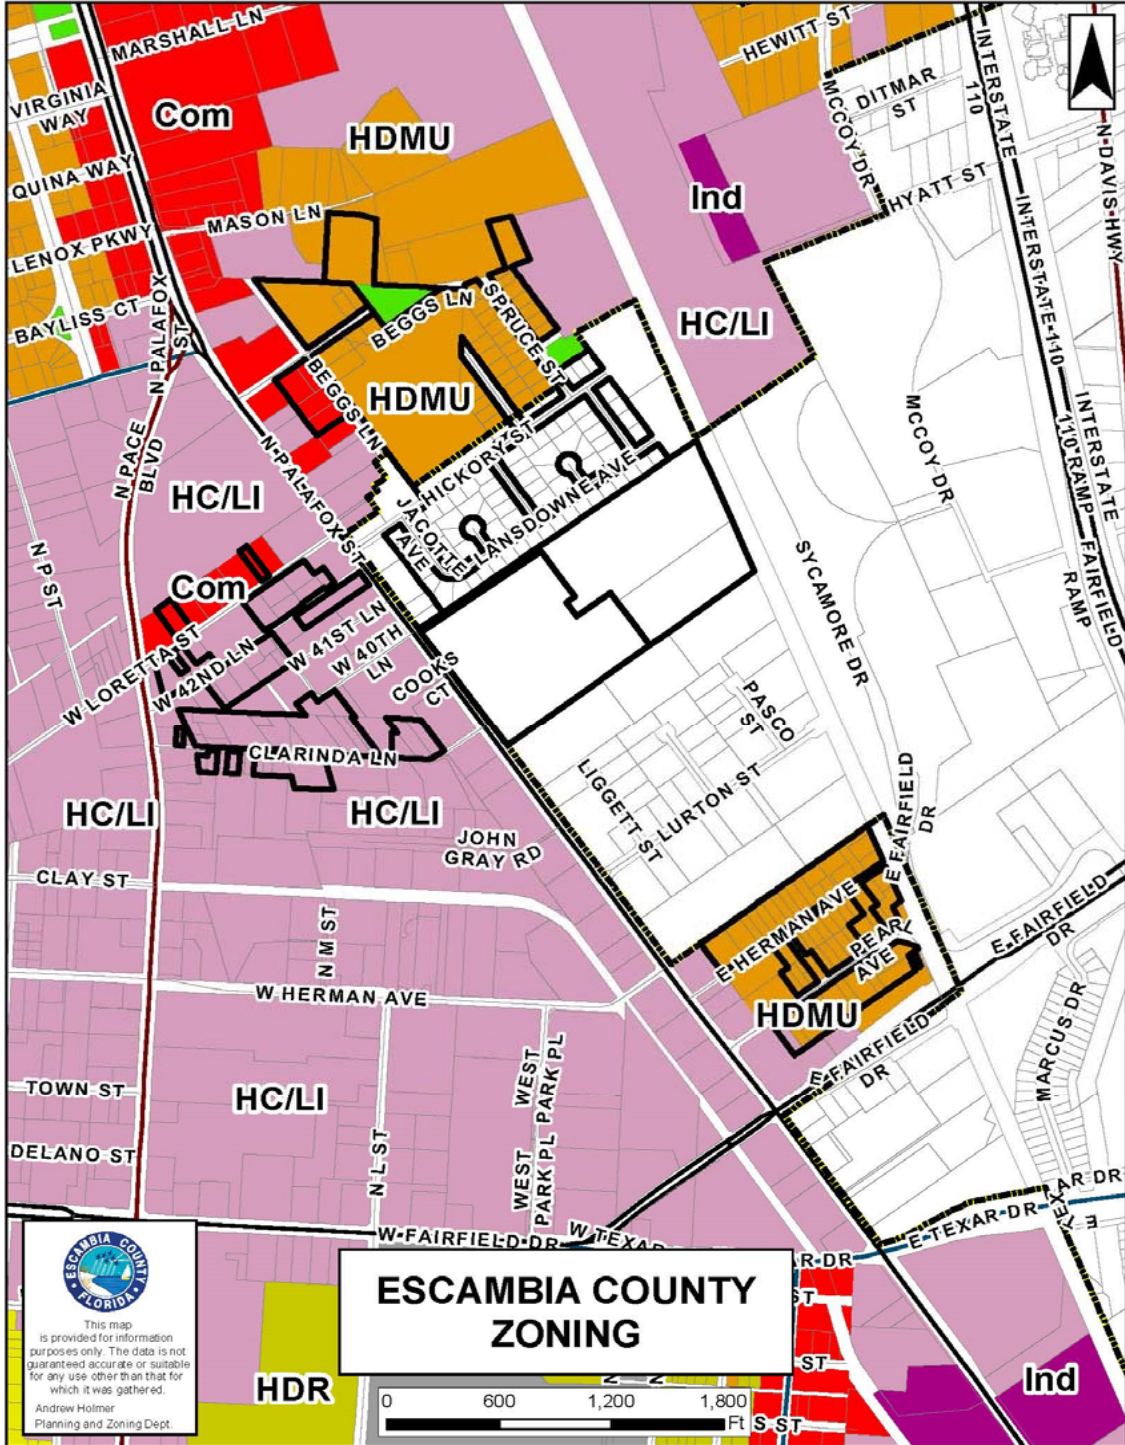 MARSHALL LN
HEWITT ST
VIRGINIA
WAY
Com
HDMU
MCCOY DR
DITMAR
ST
INTERSTATE
110
N DAVIS HWY
QUINA WAY
Ind
HYATT ST
MASON LN
LENOX PKWY
INTERSTATE 110
BAYLISS CT
N PALAFOX
ST
BEGGS LN
SPRUCE ST
HC/LI
BEGGS LN
HDMU
MCCOY DR
INTERSTATE
110 RAMP
N PACE
BLVD
HC/LI
N PALAFOX ST
HICKORY ST
JACOTTE
AVE
E LANSDOWNE AVE
N P ST
Com
SYCAMORE DR
FAIRFIELD
RAMP
W LORETTA ST
W 42ND LN
W 41ST LN
W 40TH
LN
COOKS
CT
PASCO
ST
CLARINDA LN
LIGGETT ST
LURTON ST
E FAIRFIELD
DR
HC/LI
HC/LI
JOHN
GRAY RD
CLAY ST
N M ST
E HERMAN AVE
PEARL
AVE
E FAIRFIELD
DR
W HERMAN AVE
HDMU
E FAIRFIELD
DR
MARCUS DR
WEST
PARK PL
WEST
PARK PL
TOWN ST
HC/LI
DELANO ST
N L ST
W FAIRFIELD DR
W TEXAR
AR DR
E TEXAR DR
E
TEXAR DR
ESCAMBIA COUNTY
FLORIDA
This map
is provided for information
purposes only. The data is not
guaranteed accurate or suitable
for any use other than that for
which it was gathered.
Andrew Holmer
Planning and Zoning Dept.
ESCAMBIA COUNTY
ZONING
ST
ST
S ST
HDR
Ind
0 600 1,200 1,800
Ft